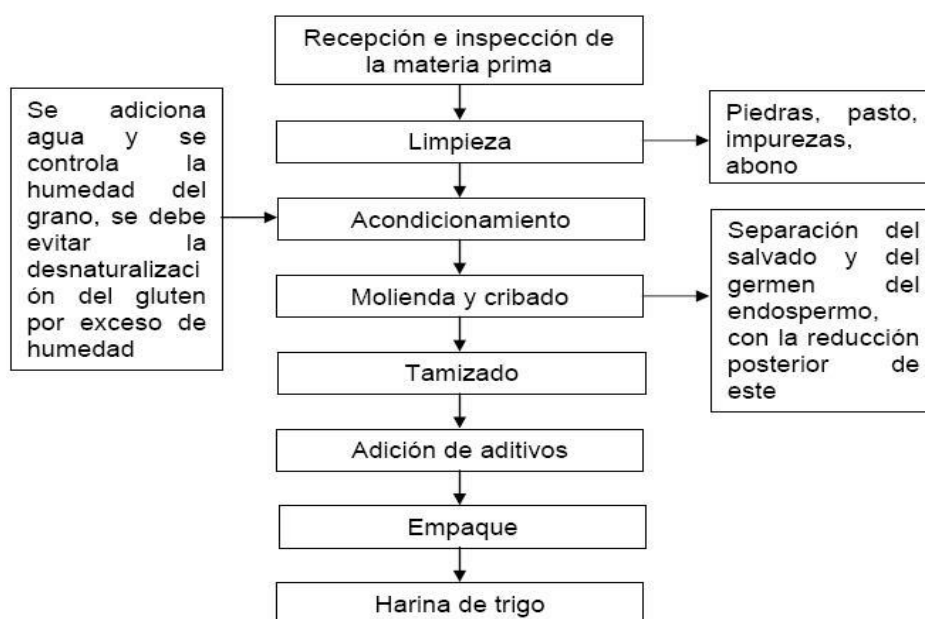 Recepción e inspección de
la materia prima
Se adiciona
agua y se
controla la
humedad del
grano, se debe
evitar la
desnaturalizaci
ón del gluten
por exceso de
humedad
Limpieza
Piedras, pasto,
impurezas,
abono
Acondicionamiento
Molienda y cribado
Separación del
salvado y del
germen del
endospermo,
con la reducción
posterior de
este
Tamizado
Adición de aditivos
Empaque
Harina de trigo